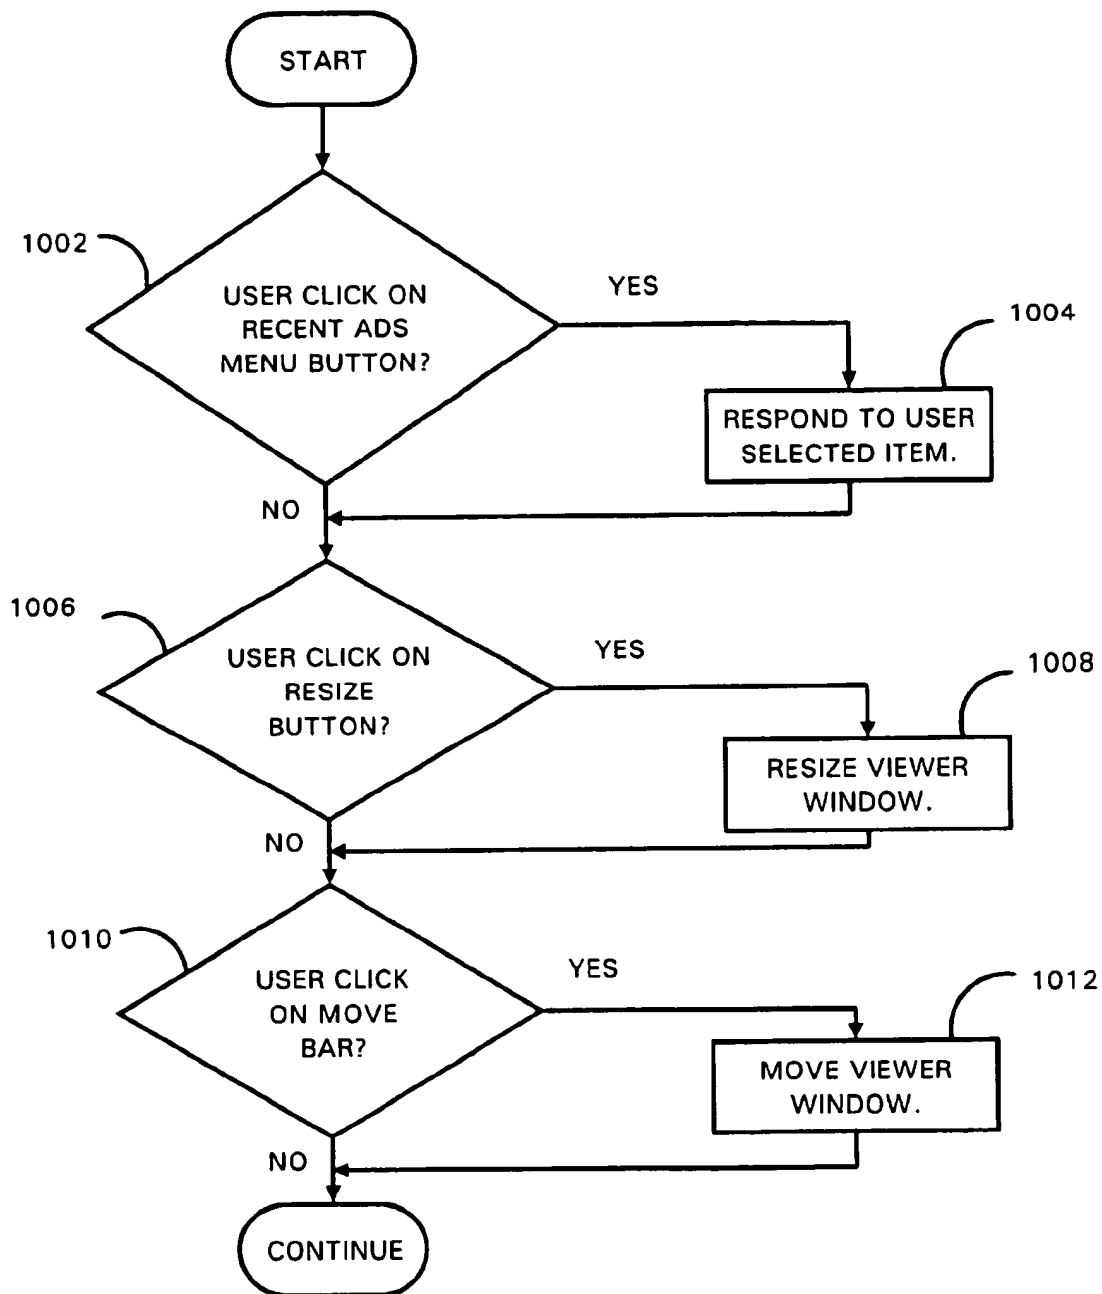 START
1002
USER CLICK ON
RECENT ADS
MENU BUTTON?
YES
1004
RESPOND TO USER
SELECTED ITEM.
NO
1006
USER CLICK ON
RESIZE
BUTTON?
YES
1008
RESIZE VIEWER
WINDOW.
NO
1010
USER CLICK
ON MOVE
BAR?
YES
1012
MOVE VIEWER
WINDOW.
NO
CONTINUE